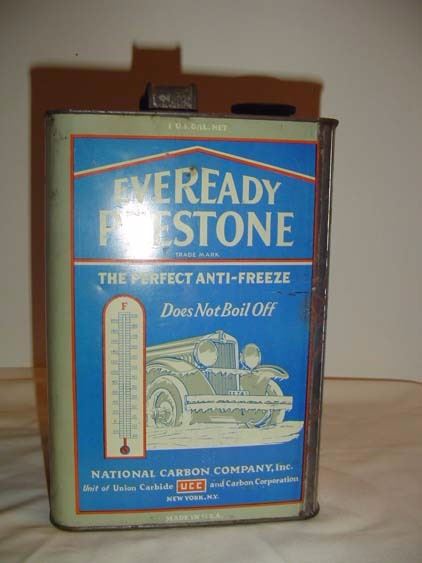 1 U.S. GAL. NET
EVEREADY
PRESTONE
TRADE MARK
THE PERFECT ANTI-FREEZE
F
Does Not Boil Off
NATIONAL CARBON COMPANY, Inc.
Unit of Union Carbide UCC and Carbon Corporation
NEW YORK, N.Y.
MADE IN U.S.A.